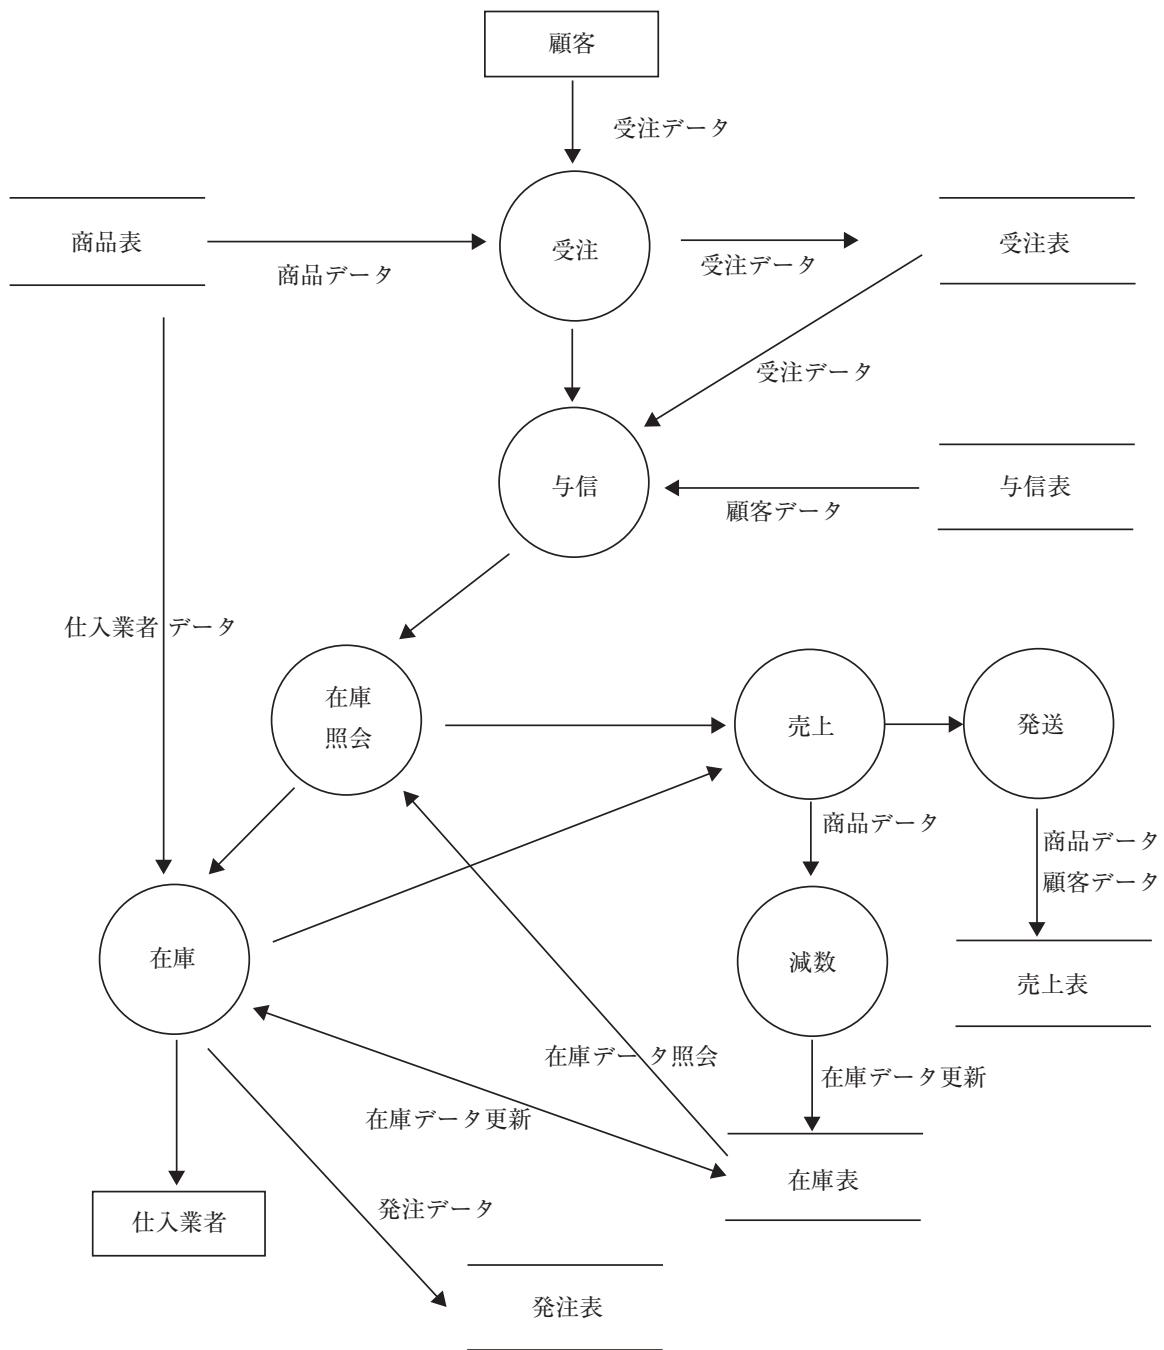 顧客
受注データ
商品表
商品データ
受注
受注データ
受注表
受注データ
与信
顧客データ
与信表
仕入業者 データ
在庫
照会
売上
発送
商品データ
商品データ
顧客データ
在庫
減数
売上表
在庫データ照会
在庫データ更新
在庫データ更新
在庫表
発注データ
仕入業者
発注表